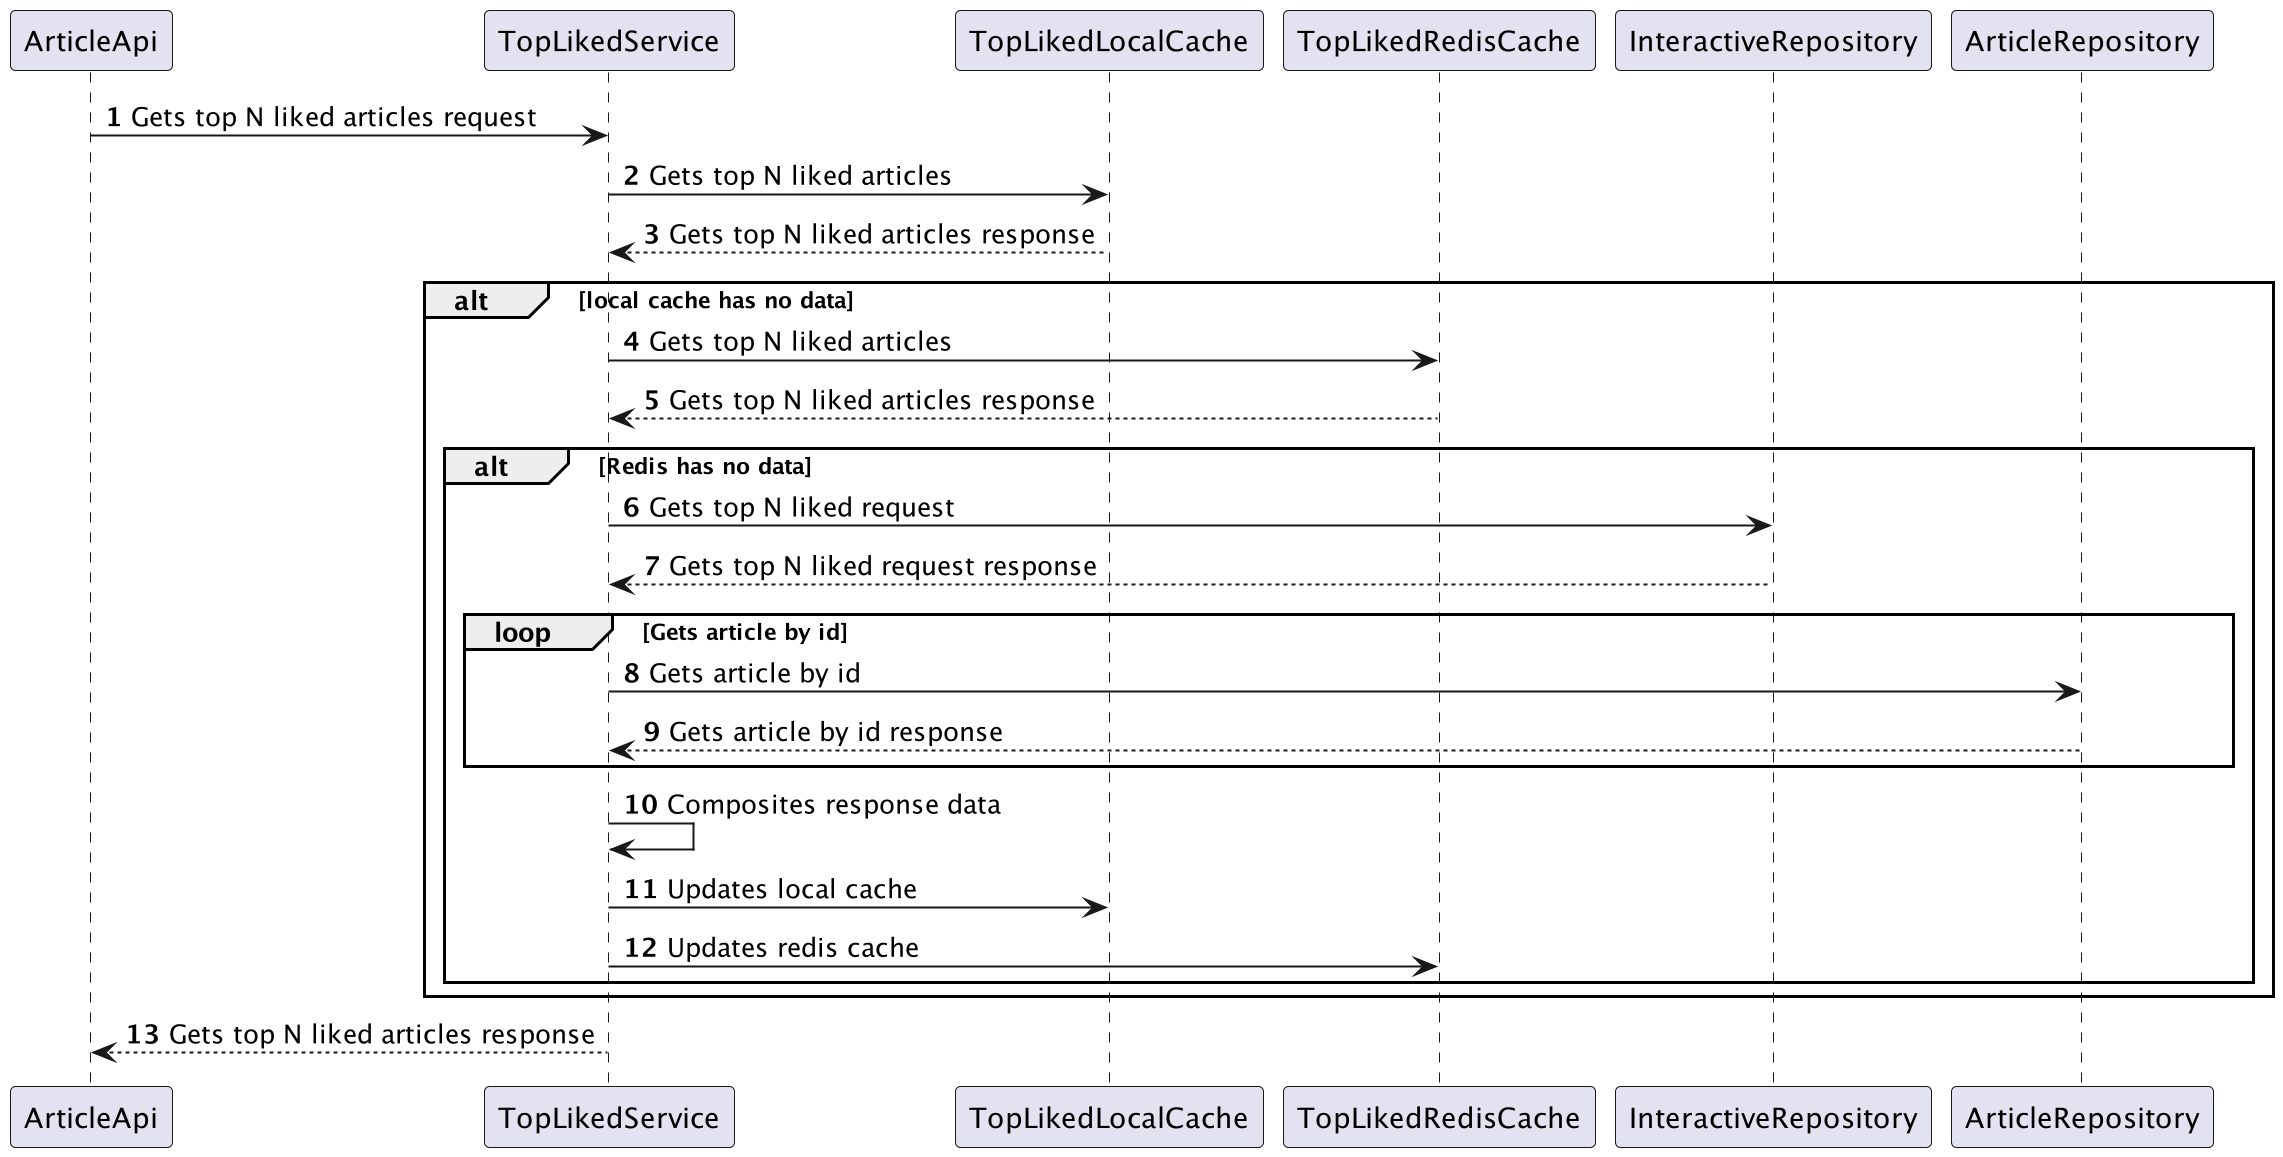 ArticleApi TopLikedService TopLikedLocalCache TopLikedRedisCache InteractiveRepository ArticleRepository
1 Gets top N liked articles request
2 Gets top N liked articles
3 Gets top N liked articles response
alt [local cache has no data]
4 Gets top N liked articles
5 Gets top N liked articles response
alt [Redis has no data]
6 Gets top N liked request
7 Gets top N liked request response
loop [Gets article by id]
8 Gets article by id
9 Gets article by id response
10 Composites response data
11 Updates local cache
12 Updates redis cache
13 Gets top N liked articles response
ArticleApi TopLikedService TopLikedLocalCache TopLikedRedisCache InteractiveRepository ArticleRepository